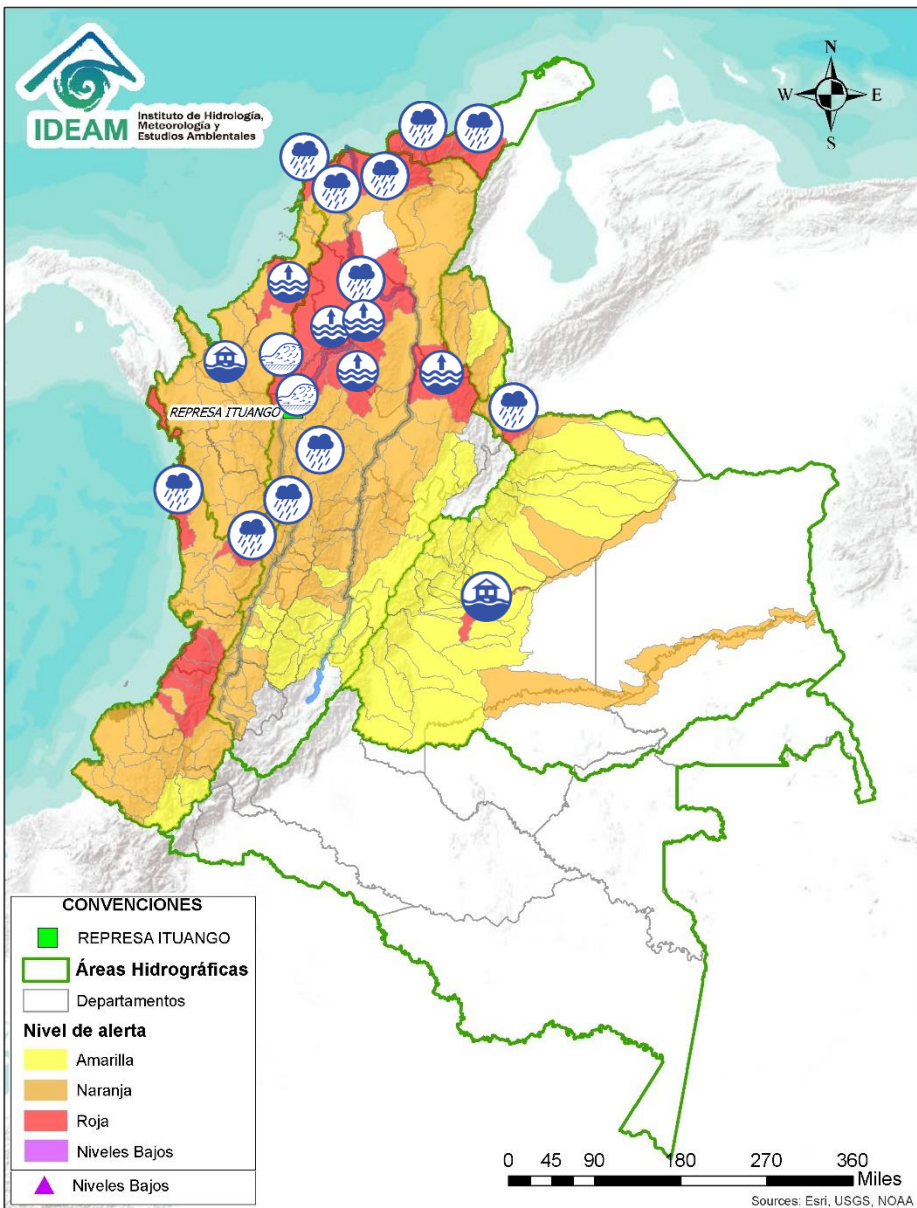 IDEAM
Instituto de Hidrología,
Meteorología y
Estudios Ambientales
N
W
E
S
REPRESA ITUANGO
CONVENCIONES
REPRESA ITUANGO
Áreas Hidrográficas
Departamentos
Nivel de alerta
Amarilla
Naranja
Roja
Niveles Bajos
Niveles Bajos
0 45 90 180 270 360
Miles
Sources: Esri, USGS, NOAA